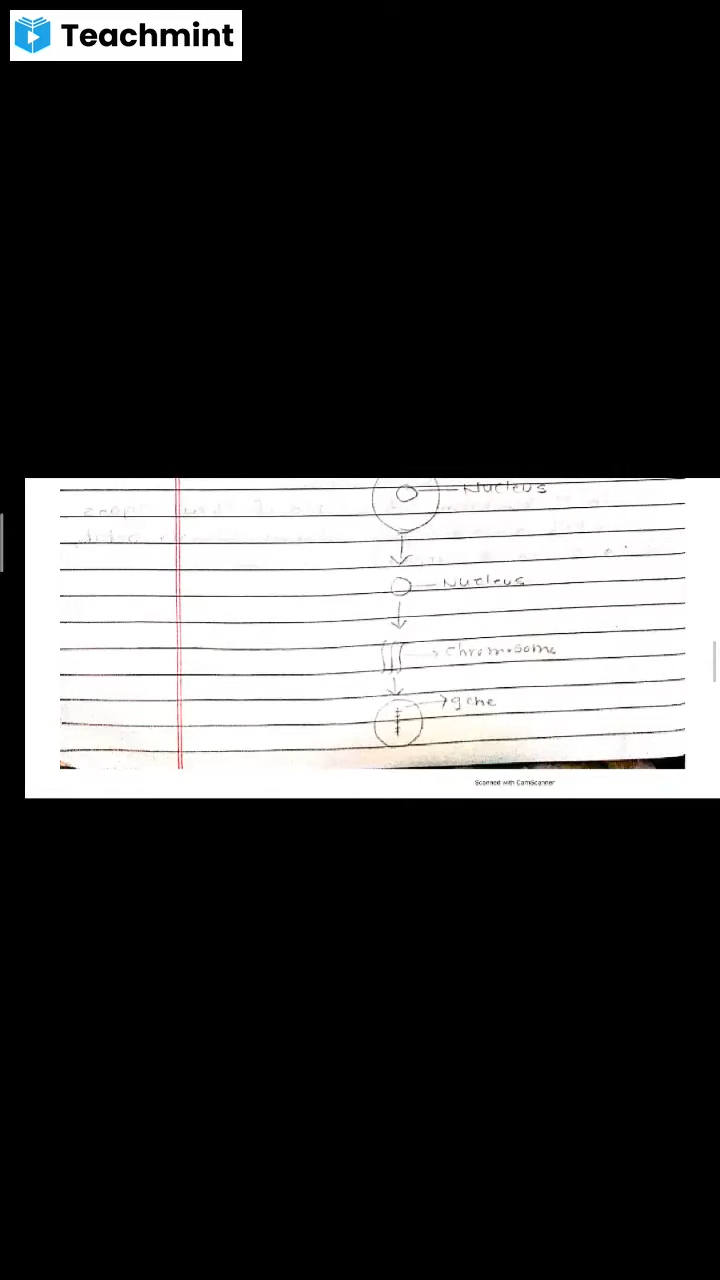 Teachmint
Nucleus
Nucleus
Chromosome
gene
Scanned with CamScanner